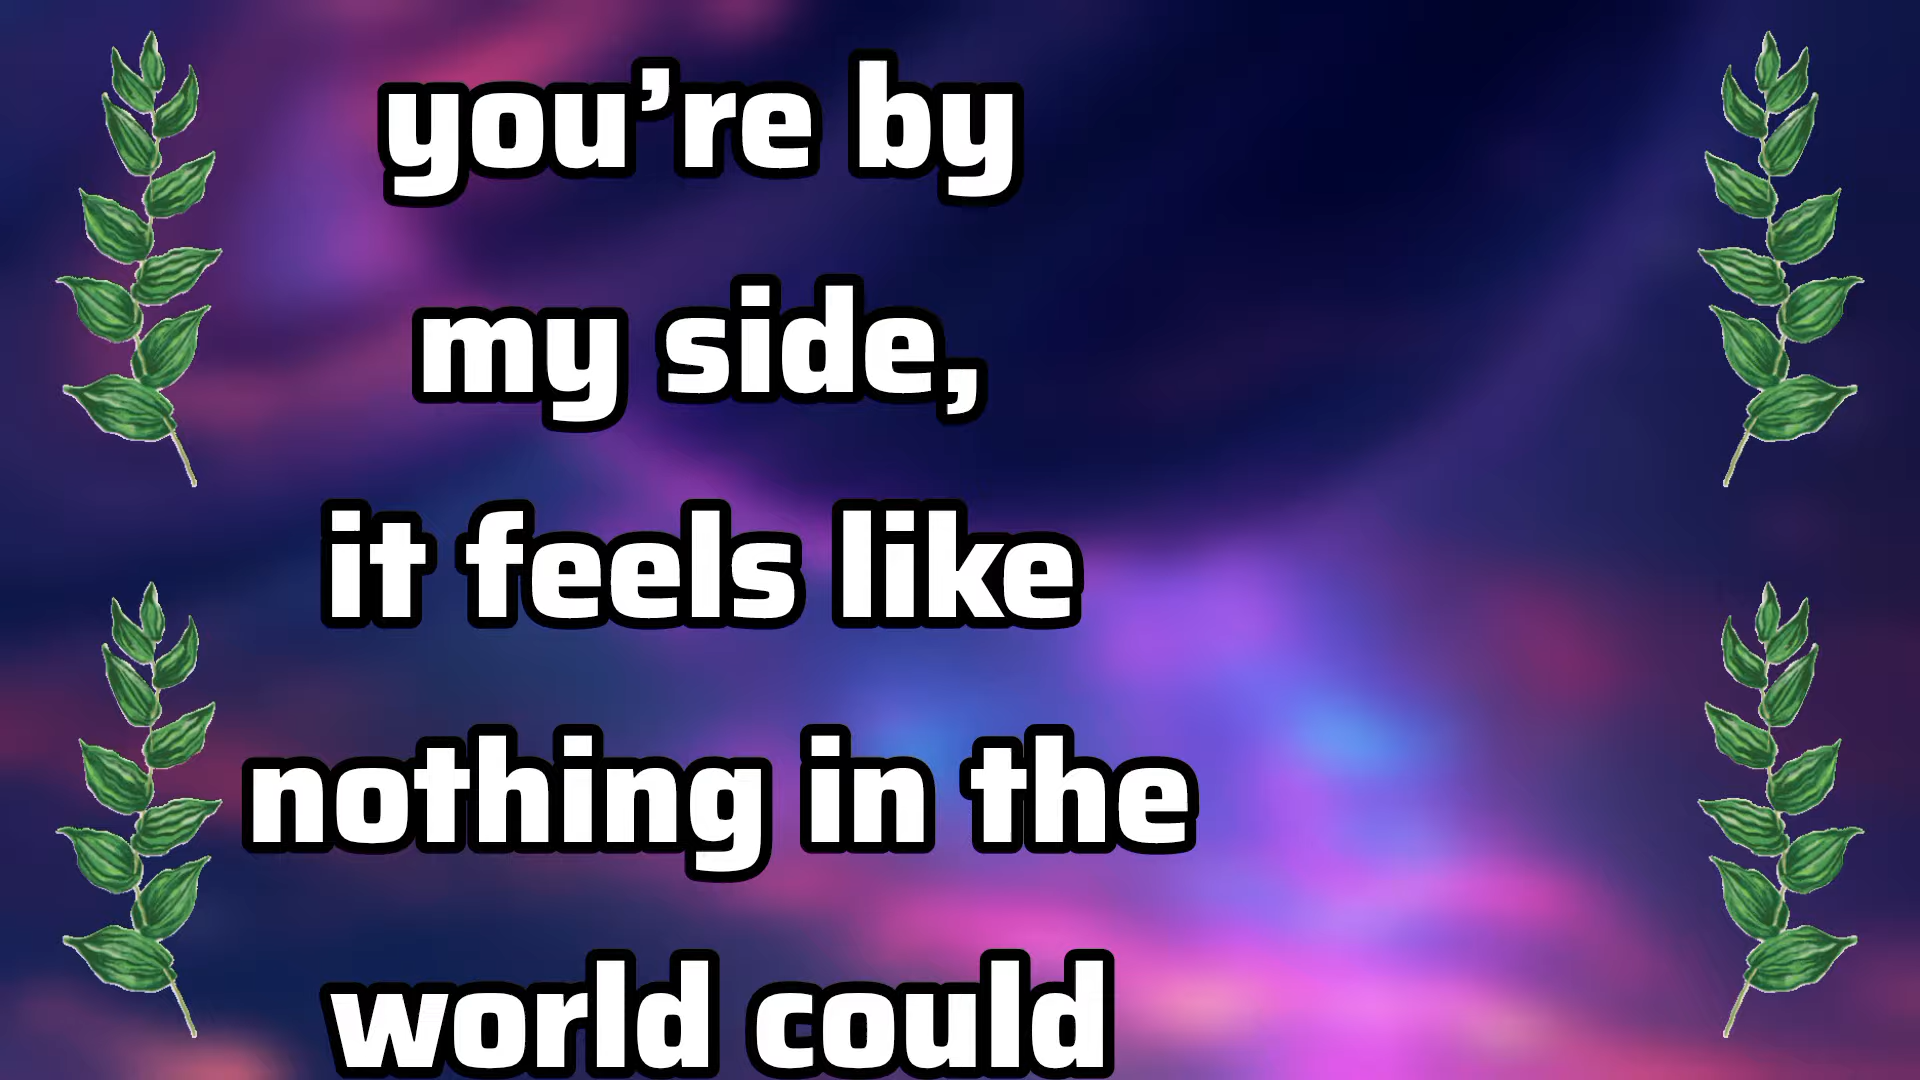 you’re by
my side,
it feels like
nothing in the
world could